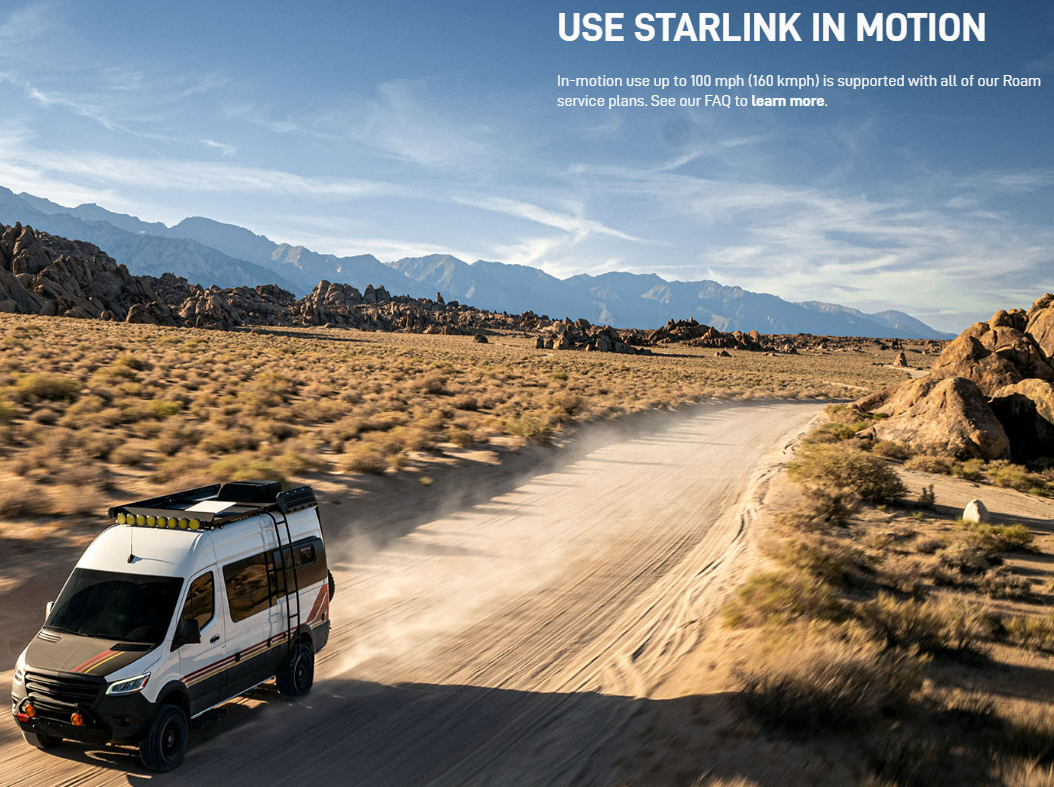 USE STARLINK IN MOTION
In-motion use up to 100 mph (160 kmph) is supported with all of our Roam
service plans. See our FAQ to learn more.